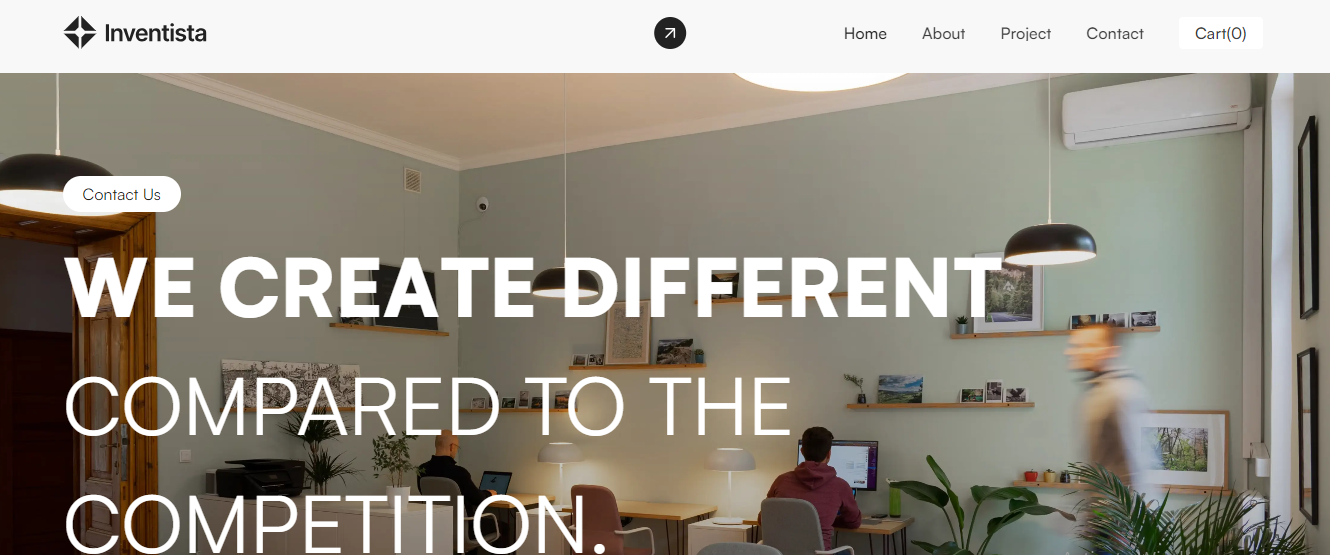 Inventista
Home About Project Contact Cart(0)
Contact Us
WE CREATE DIFFERENT
COMPARED TO THE
COMPETITION.